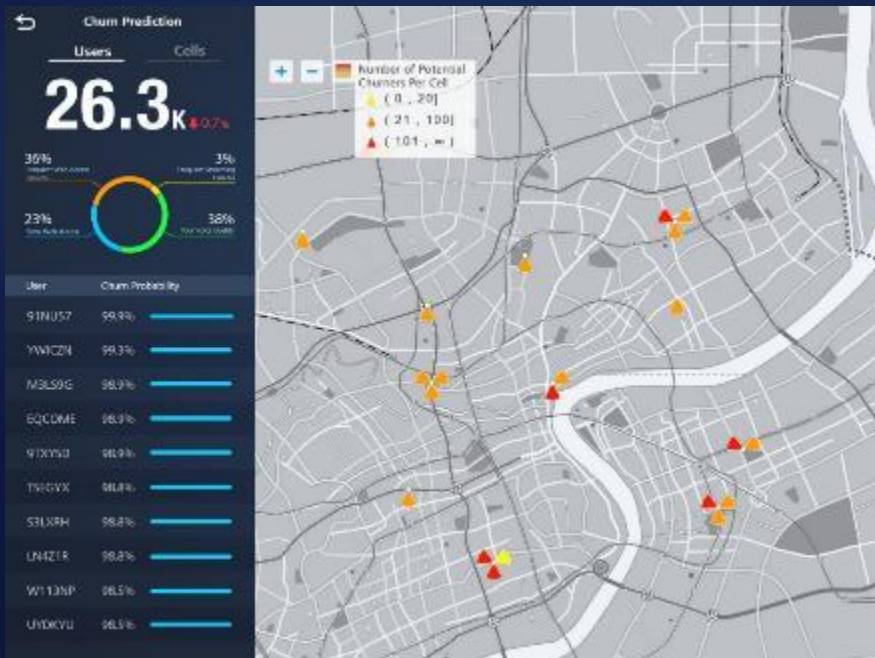 Churn Prediction
Users Cells
26.3K 0.7%
36% 3%
23% 38%
User Churn Probability
91NUS7 99.9%
YWICZN 99.3%
M3LS9G 98.9%
EQCOME 98.9%
91XYS0 98.9%
TSEGYX 98.8%
S3LXRH 98.8%
LN4Z1R 98.8%
W113NP 98.5%
UYDKYU 98.5%
+ −
Number of Potential
Churners Per Cell
( 0 , 20]
( 21 , 100]
( 101 , ∞ )